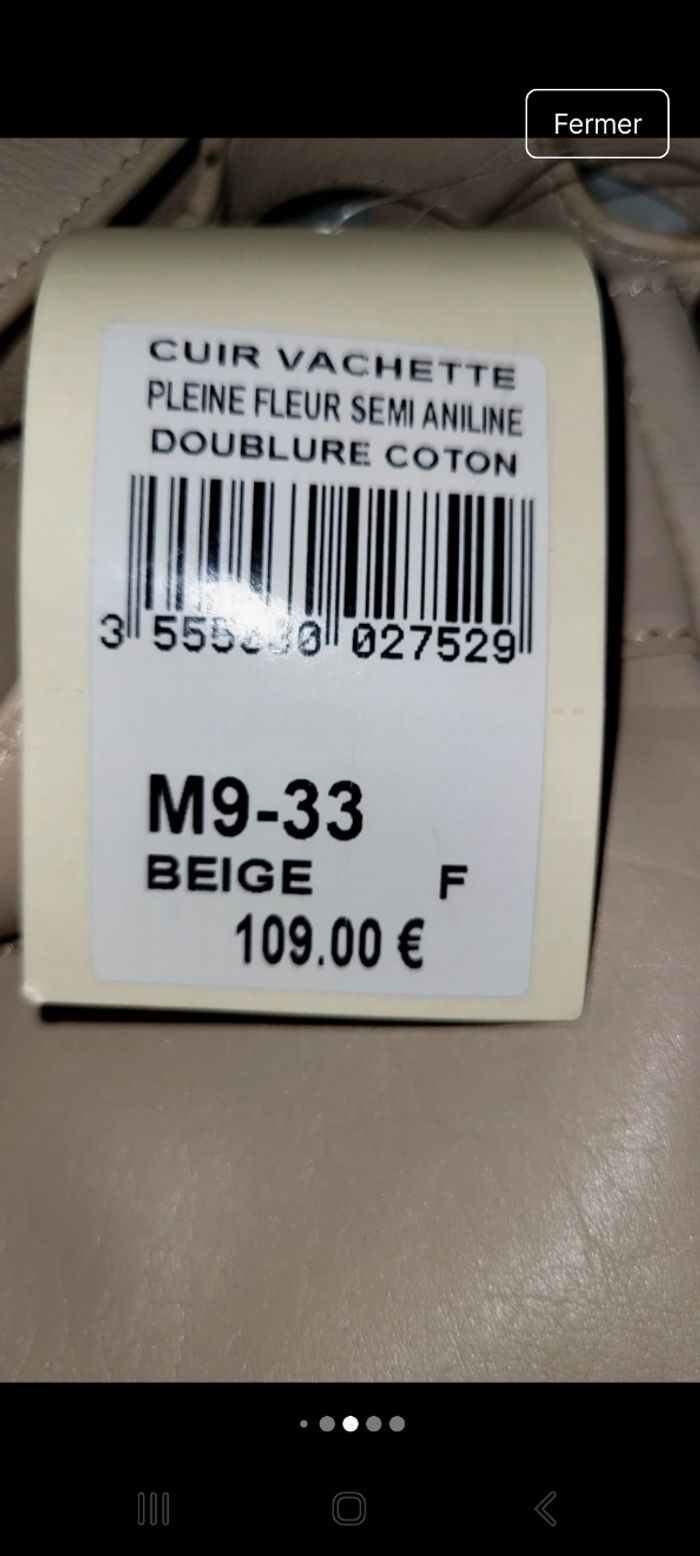 Fermer
CUIR VACHETTE
PLEINE FLEUR SEMI ANILINE
DOUBLURE COTON
027529
M9-33
BEIGE F
109.00 €